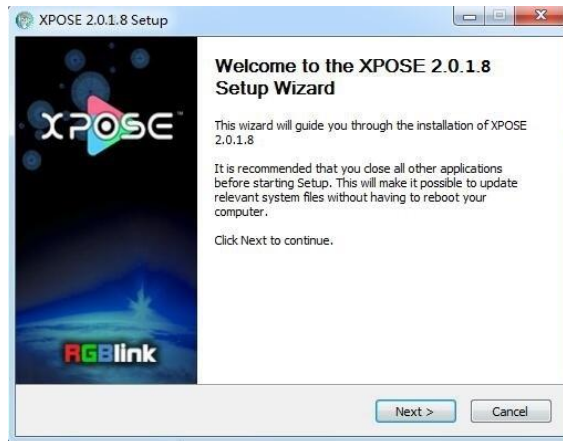 XPOSE 2.0.1.8 Setup
XPOSE™
RGBlink
Welcome to the XPOSE 2.0.1.8
Setup Wizard
This wizard will guide you through the installation of XPOSE
2.0.1.8
It is recommended that you close all other applications
before starting Setup. This will make it possible to update
relevant system files without having to reboot your
computer.
Click Next to continue.
Next >
Cancel